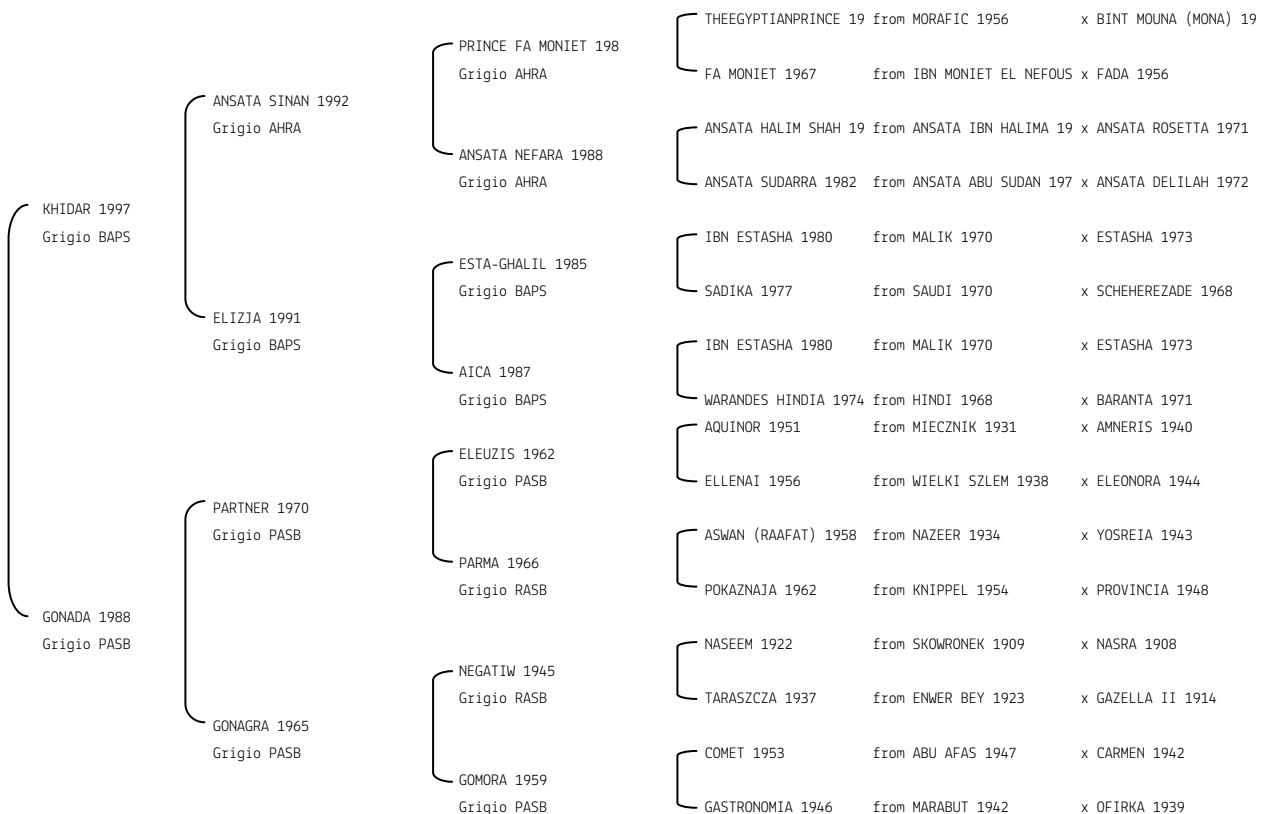 THEEGYPTIANPRINCE 19 from MORAFIC 1956 x BINT MOUNA (MONA) 19
PRINCE FA MONIET 198
Grigio AHRA
FA MONIET 1967 from IBN MONIET EL NEFOUS x FADA 1956
ANSATA SINAN 1992
Grigio AHRA
ANSATA HALIM SHAH 19 from ANSATA IBN HALIMA 19 x ANSATA ROSETTA 1971
ANSATA NEFARA 1988
Grigio AHRA
ANSATA SUDARRA 1982 from ANSATA ABU SUDAN 197 x ANSATA DELILAH 1972
KHIDAR 1997
Grigio BAPS
IBN ESTASHA 1980 from MALIK 1970 x ESTASHA 1973
ESTA-GHALIL 1985
Grigio BAPS
SADIKA 1977 from SAUDI 1970 x SCHEHEREZADE 1968
ELIZJA 1991
Grigio BAPS
IBN ESTASHA 1980 from MALIK 1970 x ESTASHA 1973
AICA 1987
Grigio BAPS
WARANDES HINDIA 1974 from HINDI 1968 x BARANTA 1971
AQUINOR 1951 from MIECZNIK 1931 x AMNERIS 1940
ELEUZIS 1962
Grigio PASB
ELLENAI 1956 from WIELKI SZLEM 1938 x ELEONORA 1944
PARTNER 1970
Grigio PASB
ASWAN (RAAFAT) 1958 from NAZEER 1934 x YOSREIA 1943
PARMA 1966
Grigio RASB
POKAZNAJA 1962 from KNIPPEL 1954 x PROVINCIA 1948
GONADA 1988
Grigio PASB
NASEEM 1922 from SKOWRONEK 1909 x NASRA 1908
NEGATIW 1945
Grigio RASB
TARASZCZA 1937 from ENWER BEY 1923 x GAZELLA II 1914
GONAGRA 1965
Grigio PASB
COMET 1953 from ABU AFAS 1947 x CARMEN 1942
GOMORA 1959
Grigio PASB
GASTRONOMIA 1946 from MARABUT 1942 x OFIRKA 1939